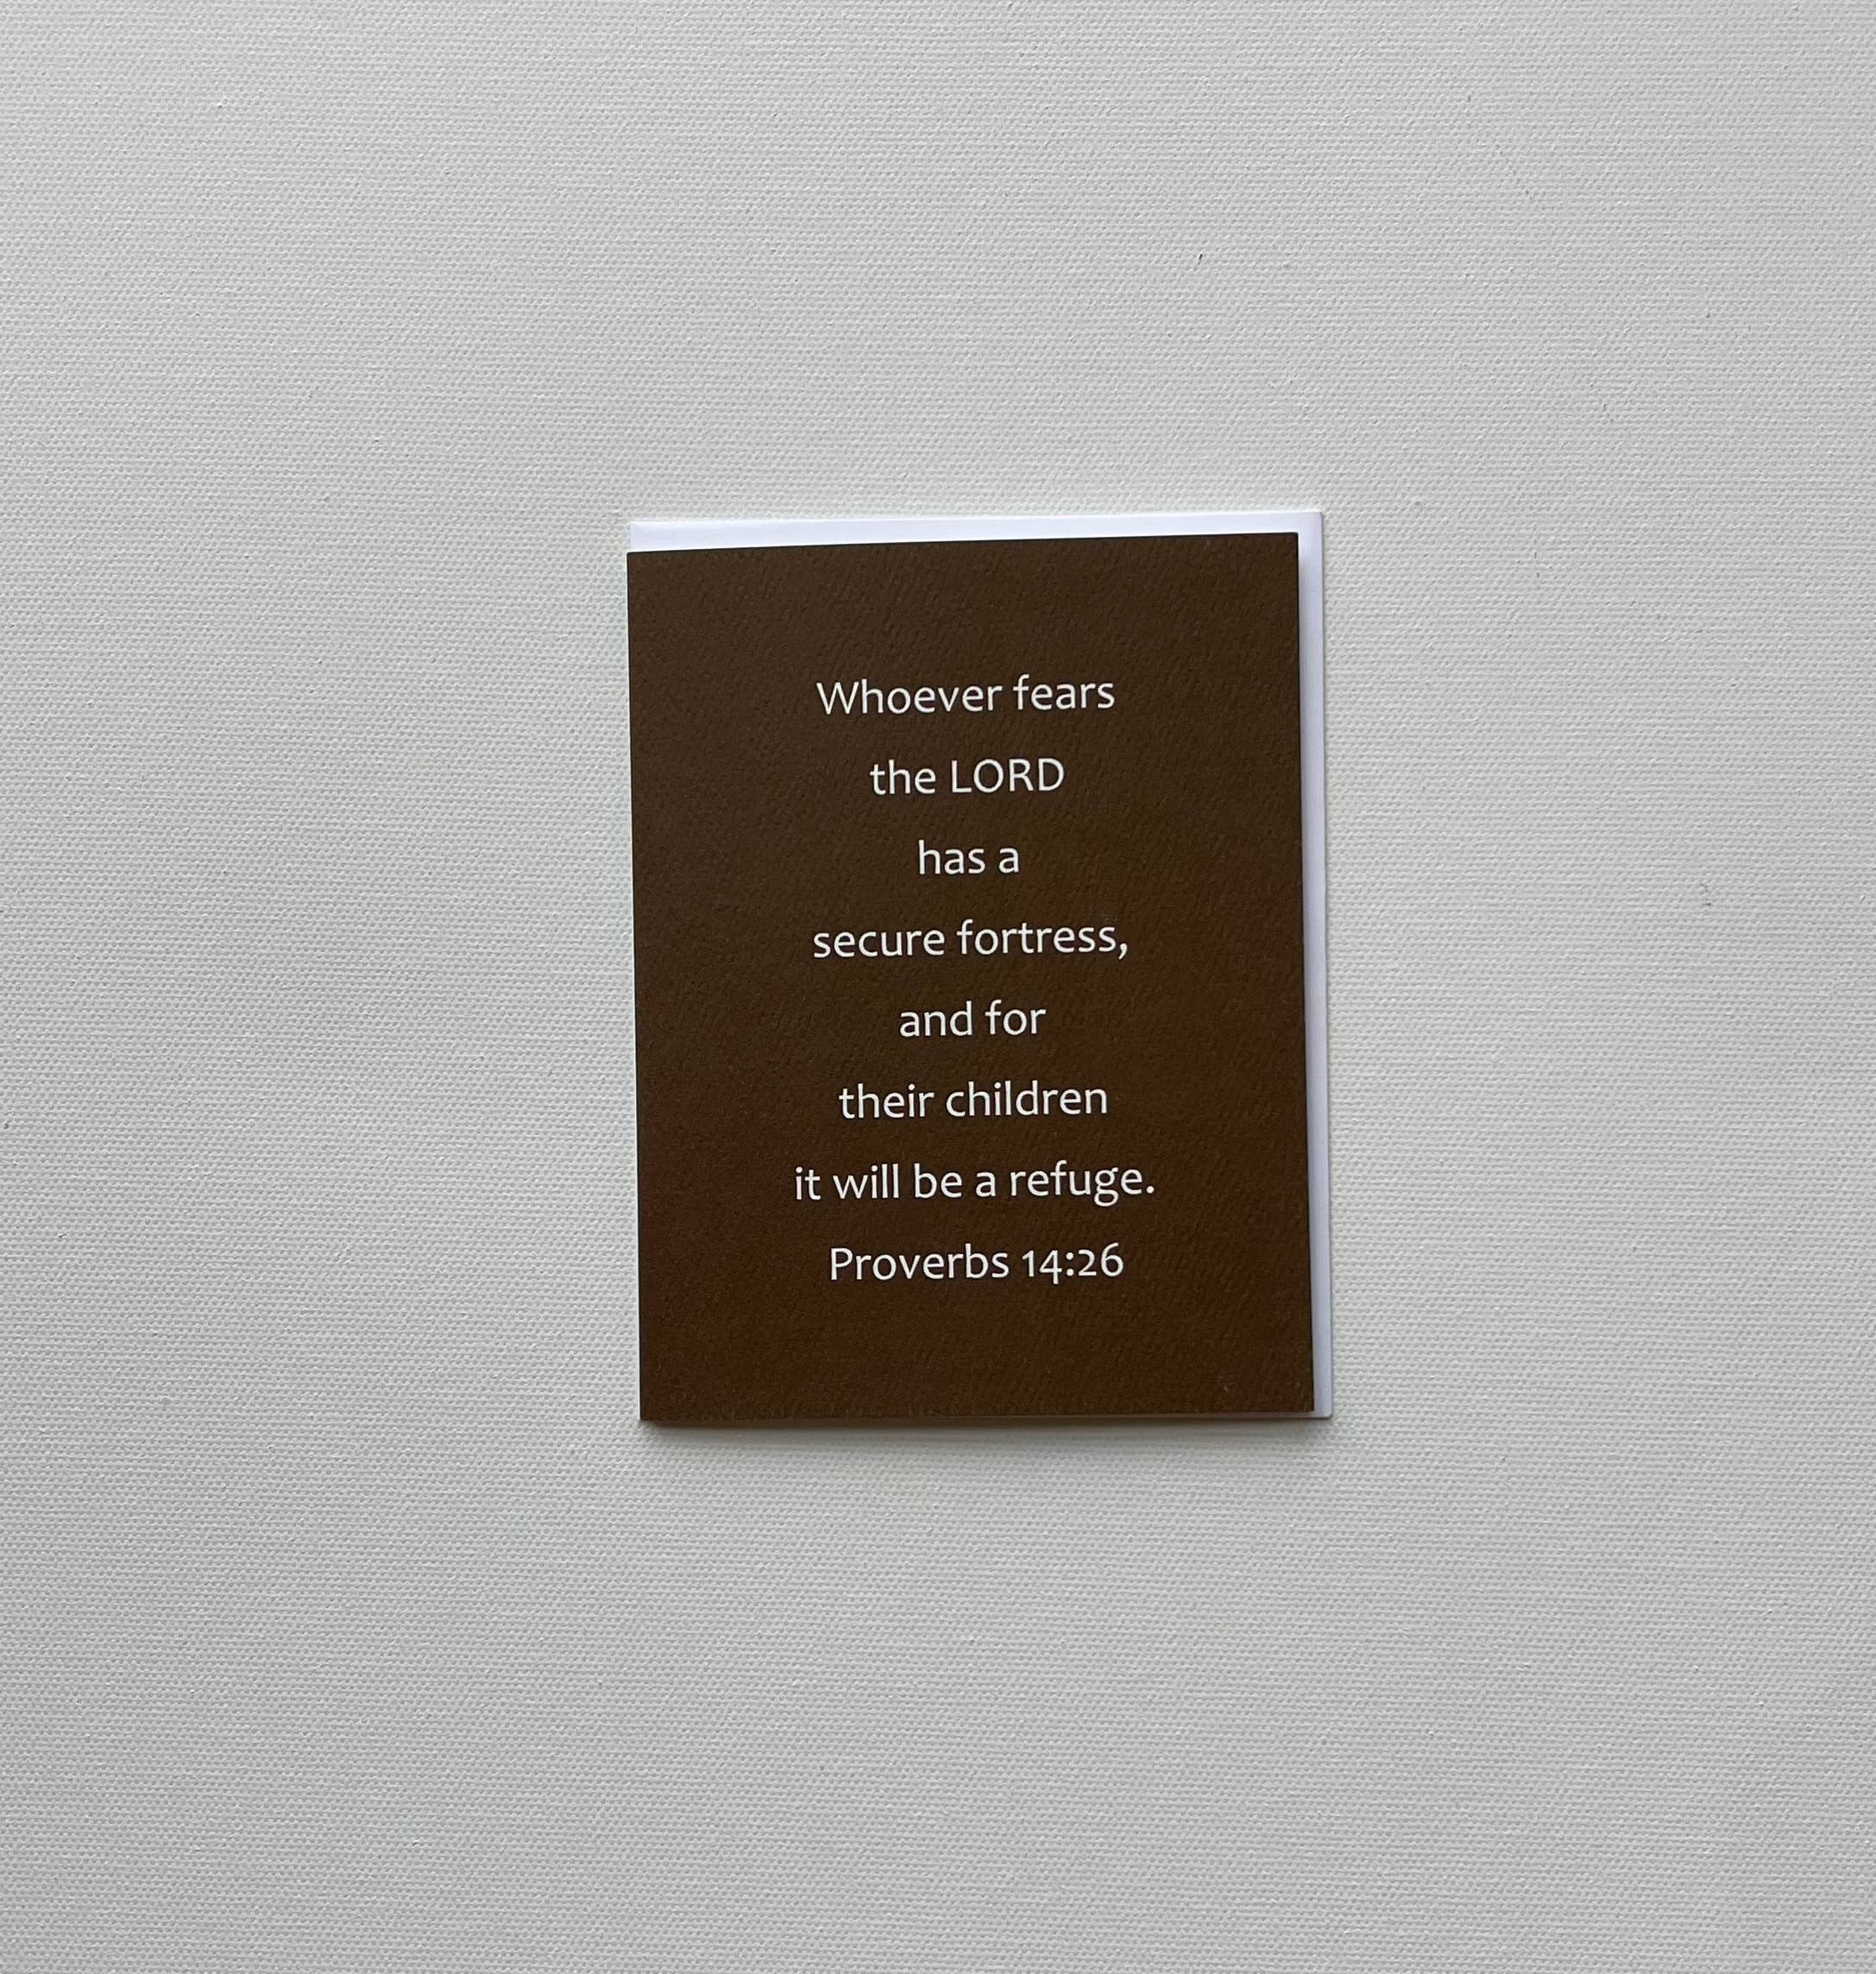 Whoever fears
the LORD
has a
secure fortress,
and for
their children
it will be a refuge.
Proverbs 14:26